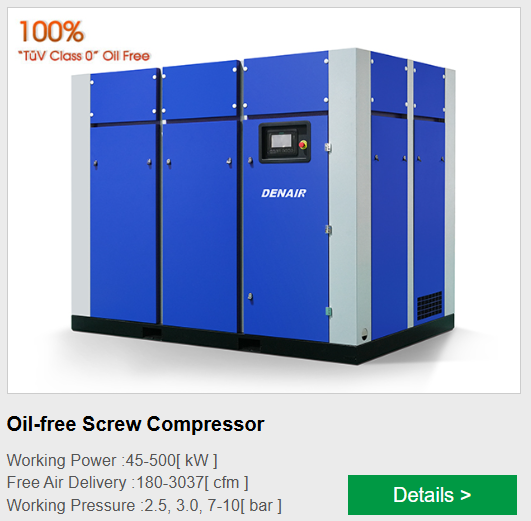 100%
"TüV Class 0" Oil Free
DENAIR
Oil-free Screw Compressor
Working Power :45-500[ kW ]
Free Air Delivery :180-3037[ cfm ]
Working Pressure :2.5, 3.0, 7-10[ bar ]
Details >